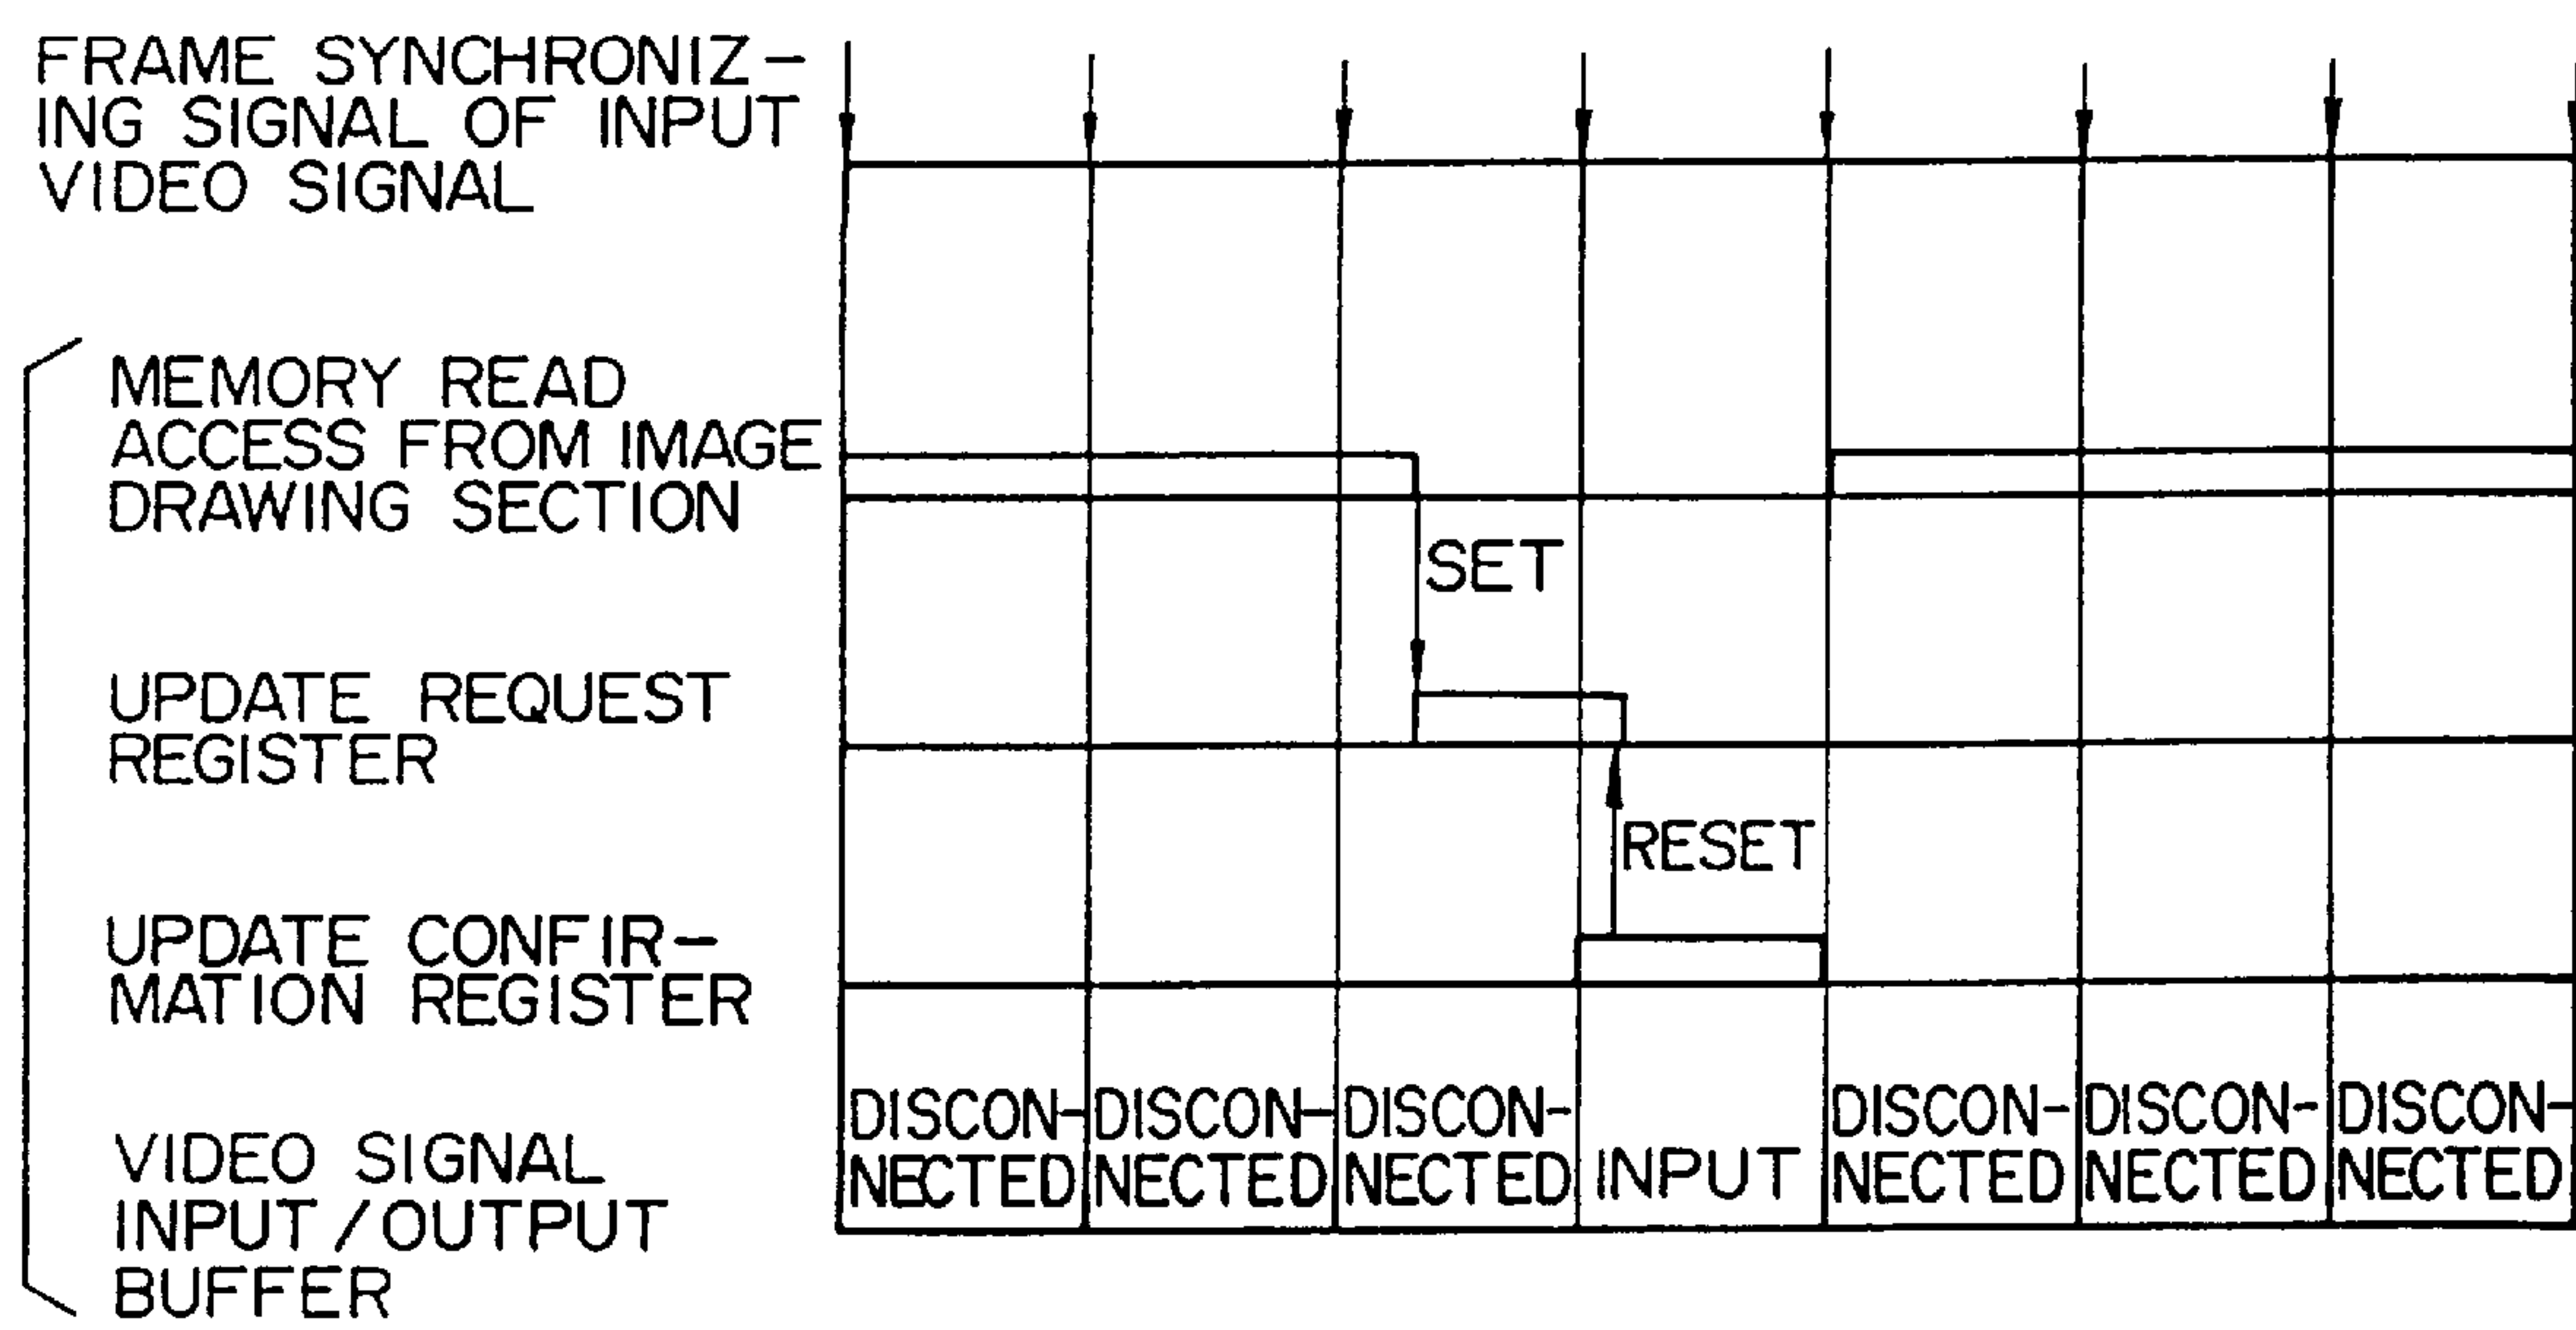 FRAME SYNCHRONIZ-
ING SIGNAL OF INPUT
VIDEO SIGNAL
MEMORY READ
ACCESS FROM IMAGE
DRAWING SECTION
SET
UPDATE REQUEST
REGISTER
RESET
UPDATE CONFIR-
MATION REGISTER
VIDEO SIGNAL
INPUT/OUTPUT
BUFFER
DISCON-
NECTED
DISCON-
NECTED
DISCON-
NECTED
INPUT
DISCON-
NECTED
DISCON-
NECTED
DISCON-
NECTED